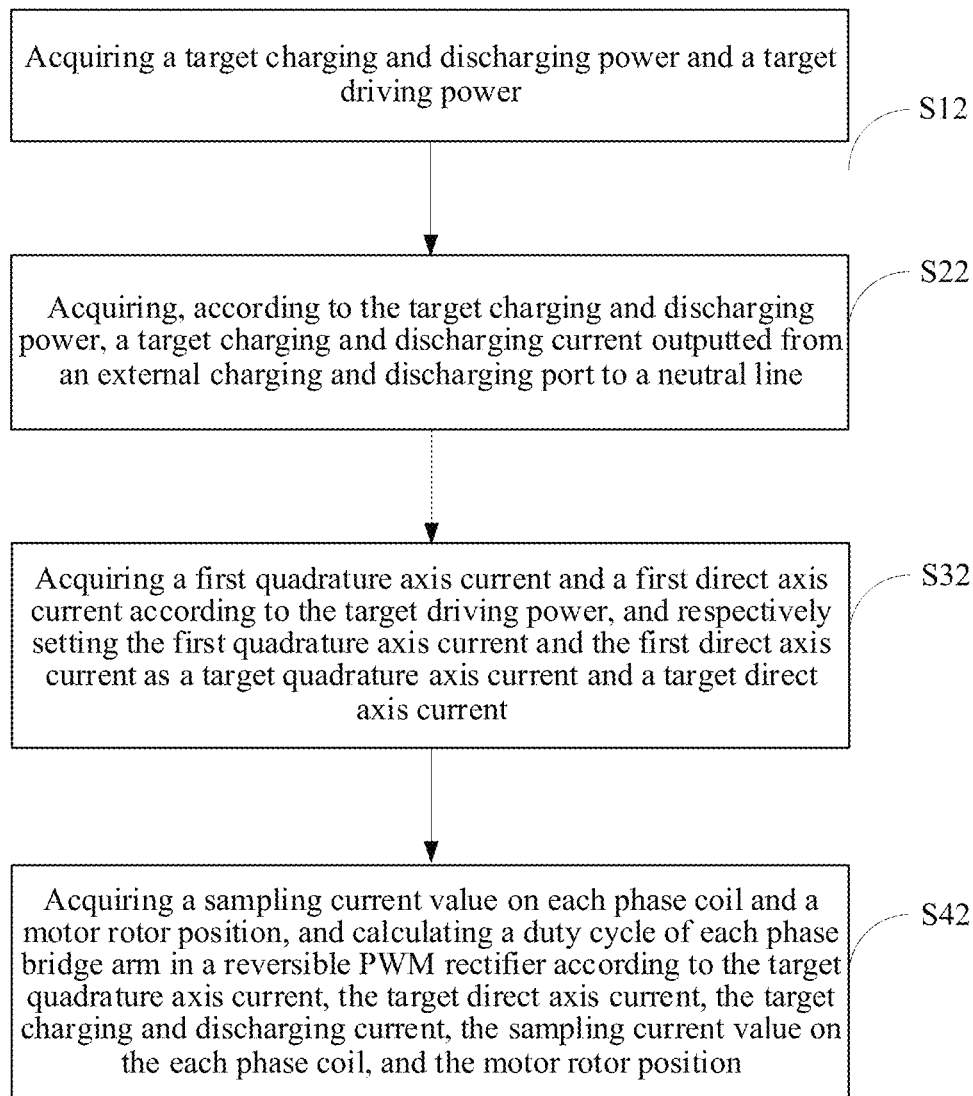 Acquiring a target charging and discharging power and a target
driving power
S12
Acquiring, according to the target charging and discharging
power, a target charging and discharging current outputted from
an external charging and discharging port to a neutral line
S22
Acquiring a first quadrature axis current and a first direct axis
current according to the target driving power, and respectively
setting the first quadrature axis current and the first direct axis
current as a target quadrature axis current and a target direct
axis current
S32
Acquiring a sampling current value on each phase coil and a
motor rotor position, and calculating a duty cycle of each phase
bridge arm in a reversible PWM rectifier according to the target
quadrature axis current, the target direct axis current, the target
charging and discharging current, the sampling current value on
the each phase coil, and the motor rotor position
S42